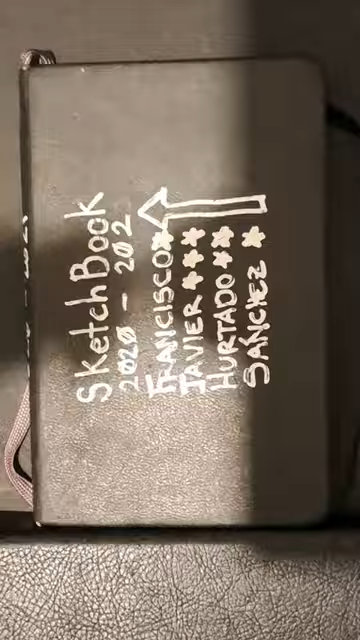 SketchBook
2020 - 202
FRANCISCO*
JAVIER ***
HURTADO **
SÁNCHEZ *